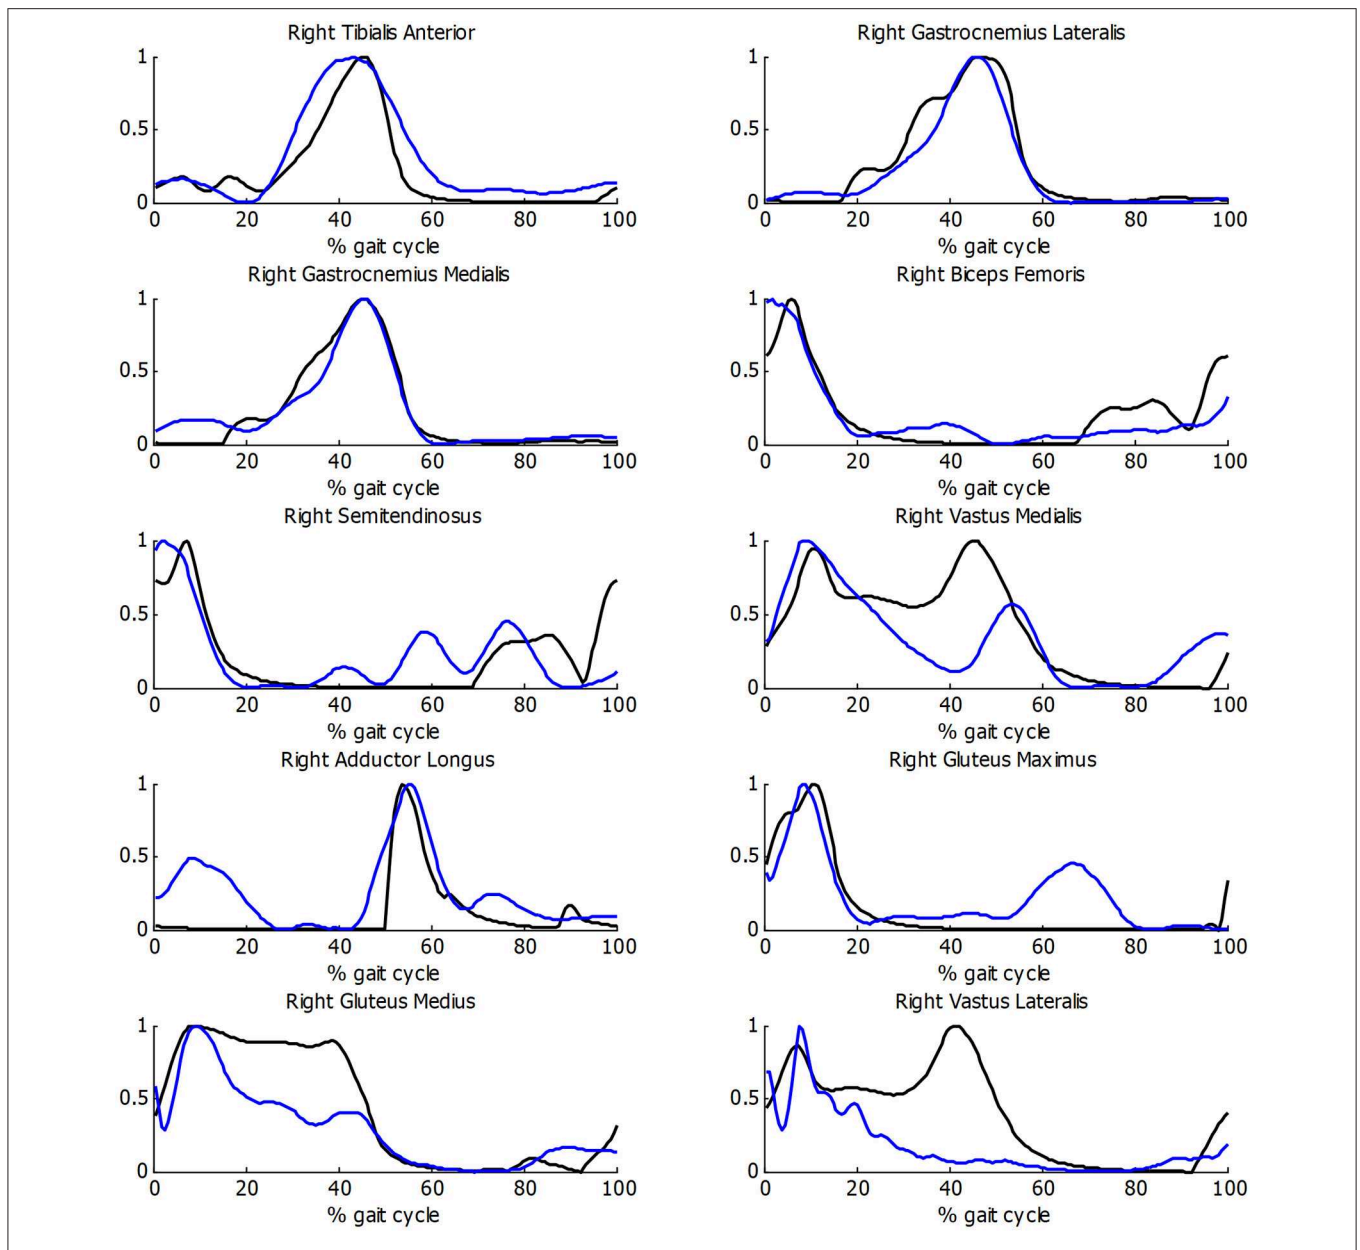 Right Tibialis Anterior
1
0.5
0
0 20 40 60 80 100
% gait cycle
Right Gastrocnemius Lateralis
1
0.5
0
0 20 40 60 80 100
% gait cycle
Right Gastrocnemius Medialis
1
0.5
0
0 20 40 60 80 100
% gait cycle
Right Biceps Femoris
1
0.5
0
0 20 40 60 80 100
% gait cycle
Right Semitendinosus
1
0.5
0
0 20 40 60 80 100
% gait cycle
Right Vastus Medialis
1
0.5
0
0 20 40 60 80 100
% gait cycle
Right Adductor Longus
1
0.5
0
0 20 40 60 80 100
% gait cycle
Right Gluteus Maximus
1
0.5
0
0 20 40 60 80 100
% gait cycle
Right Gluteus Medius
1
0.5
0
0 20 40 60 80 100
% gait cycle
Right Vastus Lateralis
1
0.5
0
0 20 40 60 80 100
% gait cycle